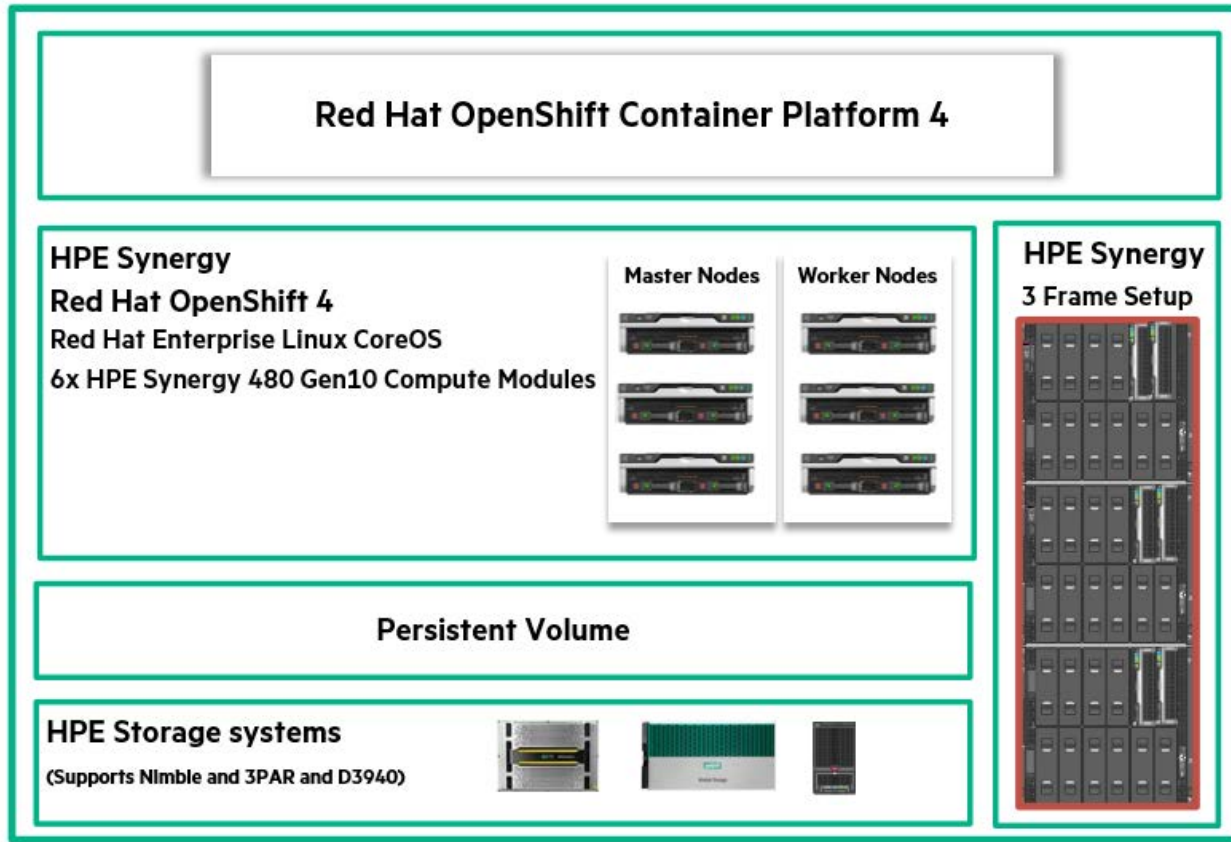 Red Hat OpenShift Container Platform 4
HPE Synergy
Red Hat OpenShift 4
Red Hat Enterprise Linux CoreOS
6x HPE Synergy 480 Gen10 Compute Modules
Master Nodes
Worker Nodes
HPE Synergy
3 Frame Setup
Persistent Volume
HPE Storage systems
(Supports Nimble and 3PAR and D3940)